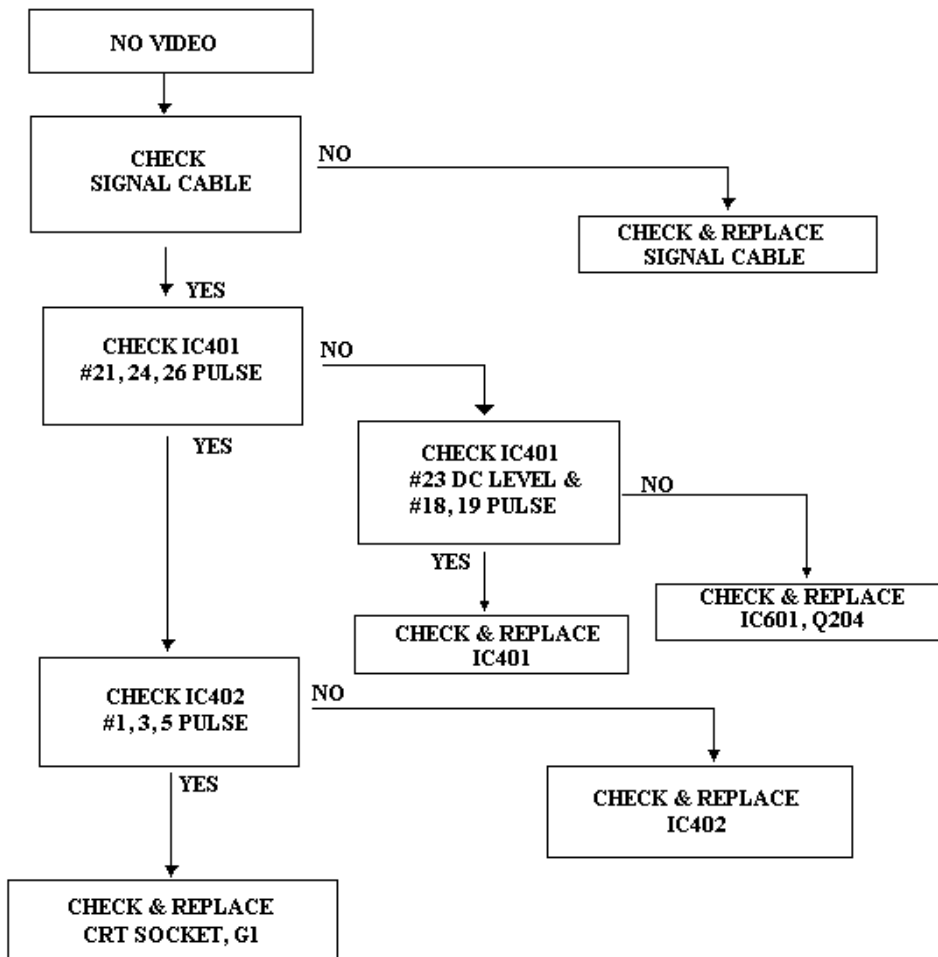 NO VIDEO
CHECK
SIGNAL CABLE
NO
CHECK & REPLACE
SIGNAL CABLE
YES
CHECK IC401
#21, 24, 26 PULSE
NO
YES
CHECK IC401
#23 DC LEVEL &
#18, 19 PULSE
NO
YES
CHECK & REPLACE
IC601, Q204
CHECK & REPLACE
IC401
CHECK IC402
#1, 3, 5 PULSE
NO
YES
CHECK & REPLACE
IC402
CHECK & REPLACE
CRT SOCKET, G1